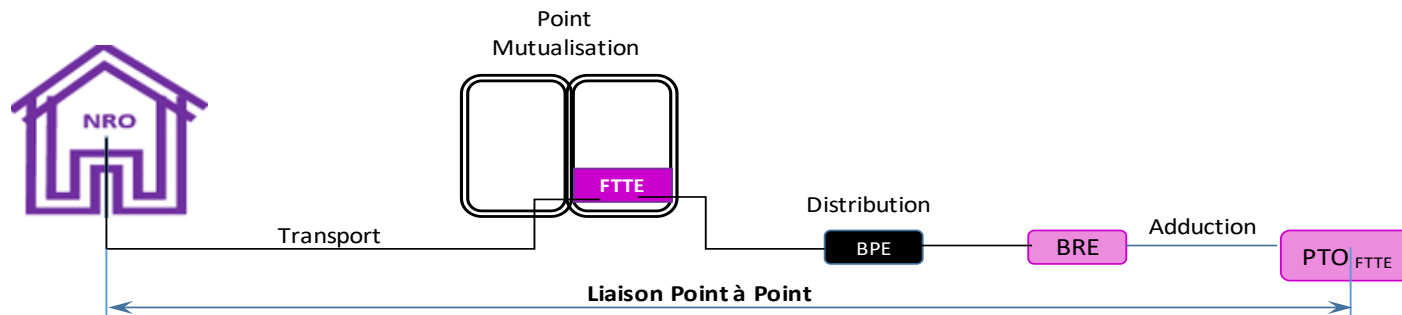 Point
Mutualisation
NRO
FTTE
Transport
Distribution
BPE
BRE
Adduction
PTO FTTE
Liaison Point à Point